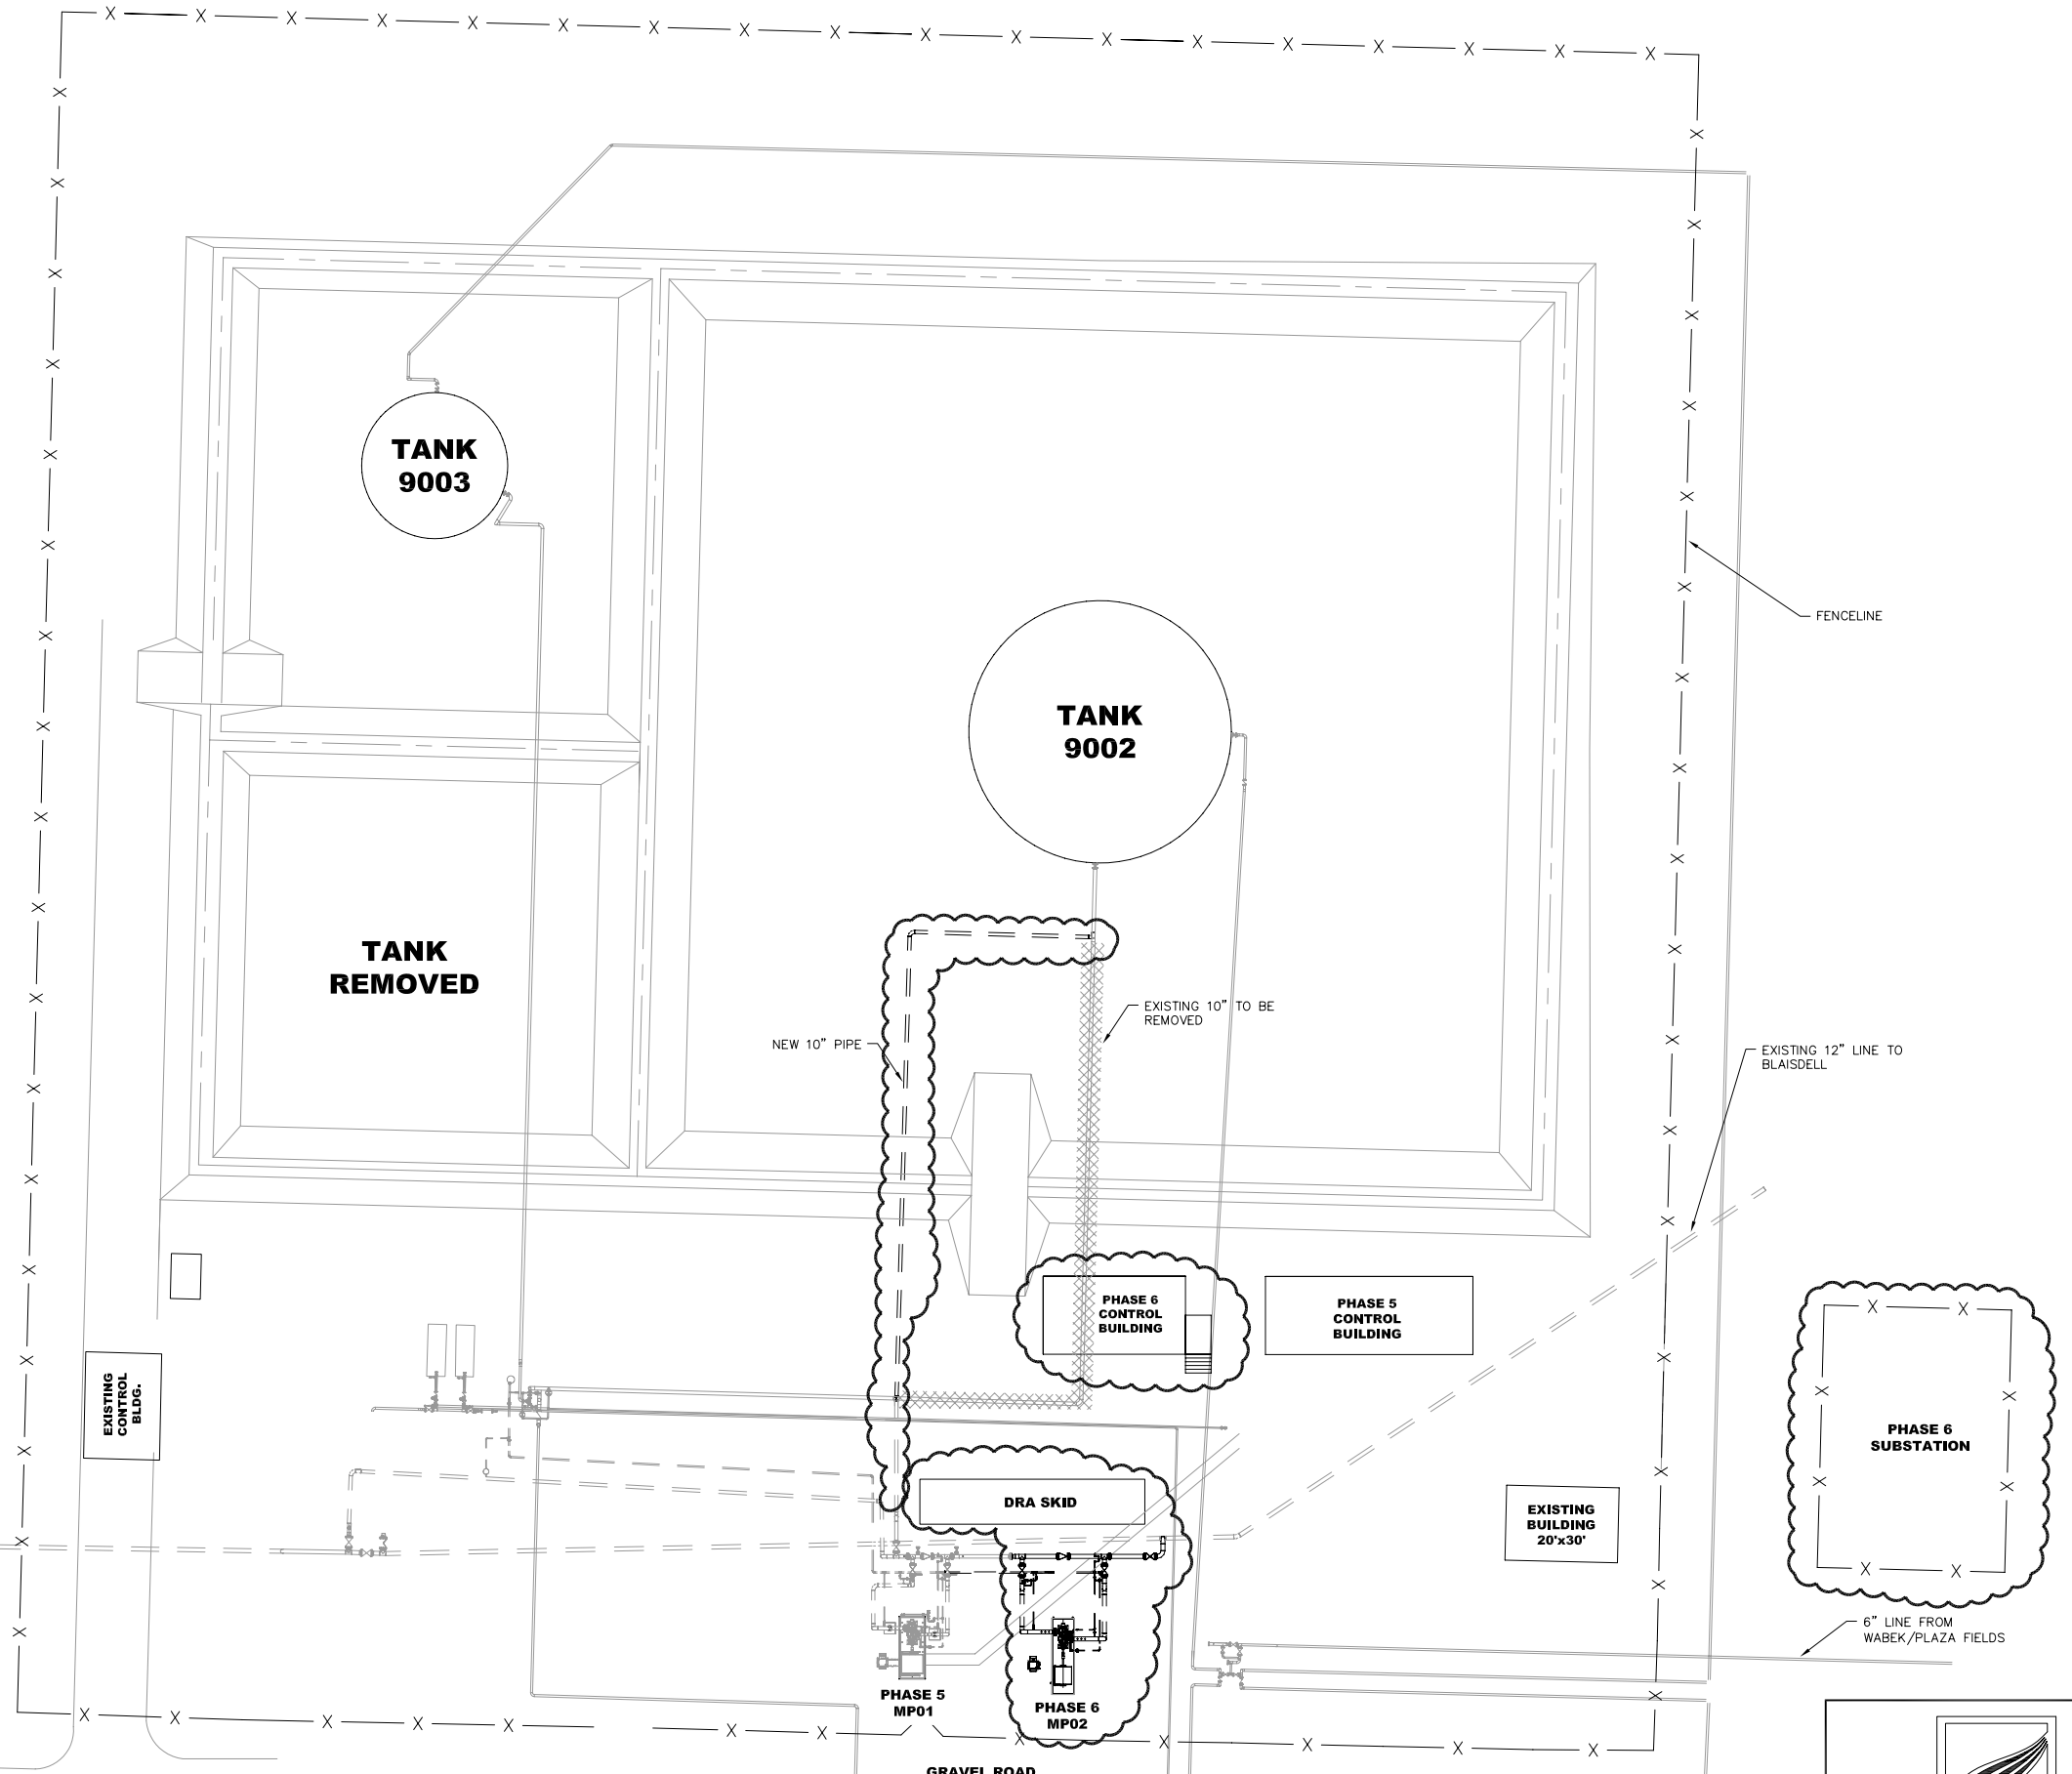 TANK
9003
FENCELINE
TANK
9002
TANK
REMOVED
EXISTING 10" TO BE
REMOVED
NEW 10" PIPE
EXISTING 12" LINE TO
BLAISDELL
PHASE 6
CONTROL
BUILDING
PHASE 5
CONTROL
BUILDING
EXISTING
CONTROL
BLDG.
PHASE 6
SUBSTATION
DRA SKID
EXISTING
BUILDING
20'x30'
6" LINE FROM
WABEK/PLAZA FIELDS
PHASE 5
MP01
PHASE 6
MP02
GRAVEL ROAD